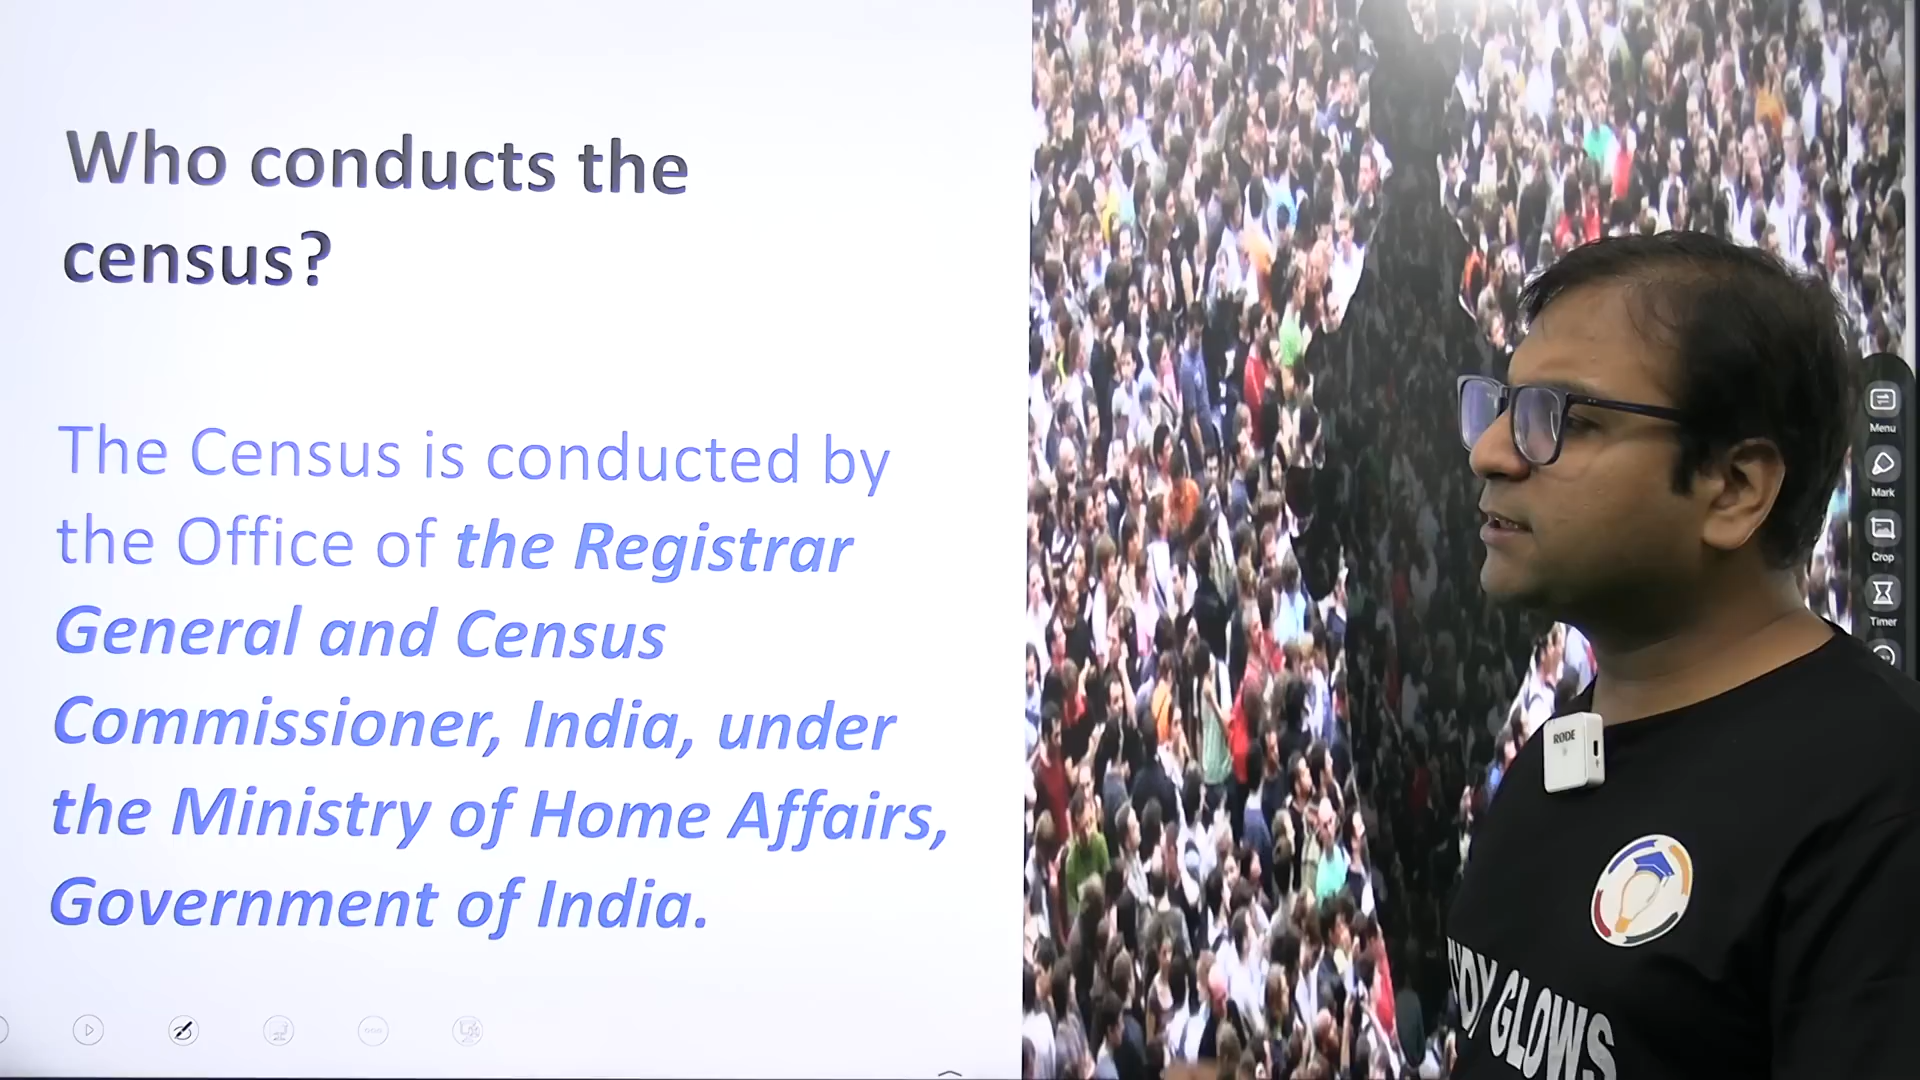 Who conducts the
census?
The Census is conducted by
the Office of the Registrar
General and Census
Commissioner, India, under
the Ministry of Home Affairs,
Government of India.
Menu
Mark
Crop
Timer
RØDE
GLOWS